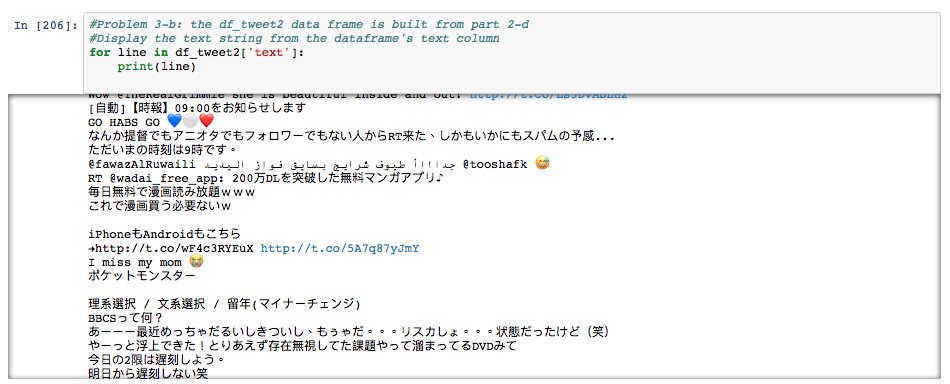 In [206]:
#Problem 3-b: the df_tweet2 data frame is built from part 2-d
#Display the text string from the dataframe's text column
for line in df_tweet2['text']:
print(line)
[自動]【時報】09:00をお知らせします
GO HABS GO 💙⚪❤
なんか提督でもアニオタでもフォロワーでもない人からRT来た、しかもいかにもスパムの予感...
ただいまの時刻は9時です。
@fawazAlRuwaili جداااأ طيوف شرايج بسايق فواز اليديد @tooshafk 😅
RT @wadai_free_app: 200万DLを突破した無料マンガアプリ♪
毎日無料で漫画読み放題ｗｗｗ
これで漫画買う必要ないｗ
iPhoneもAndroidもこちら
➔http://t.co/wF4c3RYEuX http://t.co/5A7q87yJmY
I miss my mom 😭
ポケットモンスター
理系選択 / 文系選択 / 留年(マイナーチェンジ)
BBCSって何？
あーーー最近めっちゃだるいしきついし、もぅゃだ。。。リスカしょ。。。状態だったけど（笑）
やーっと浮上できた！とりあえず存在無視してた課題やって溜まってるDVDみて
今日の2限は遅刻しよう。
明日から遅刻しない笑